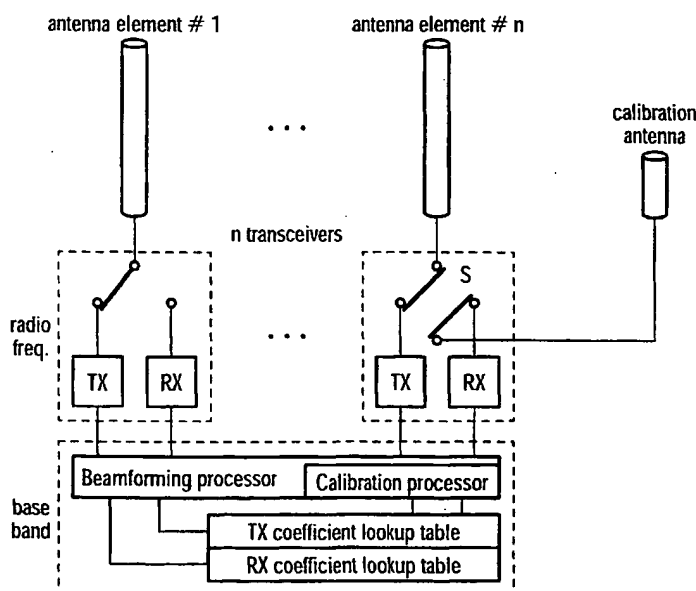 antenna element # 1
antenna element # n
calibration
antenna
. . .
n transceivers
S
radio
freq.
. . .
TX
RX
TX
RX
Beamforming processor
Calibration processor
base
band
TX coefficient lookup table
RX coefficient lookup table